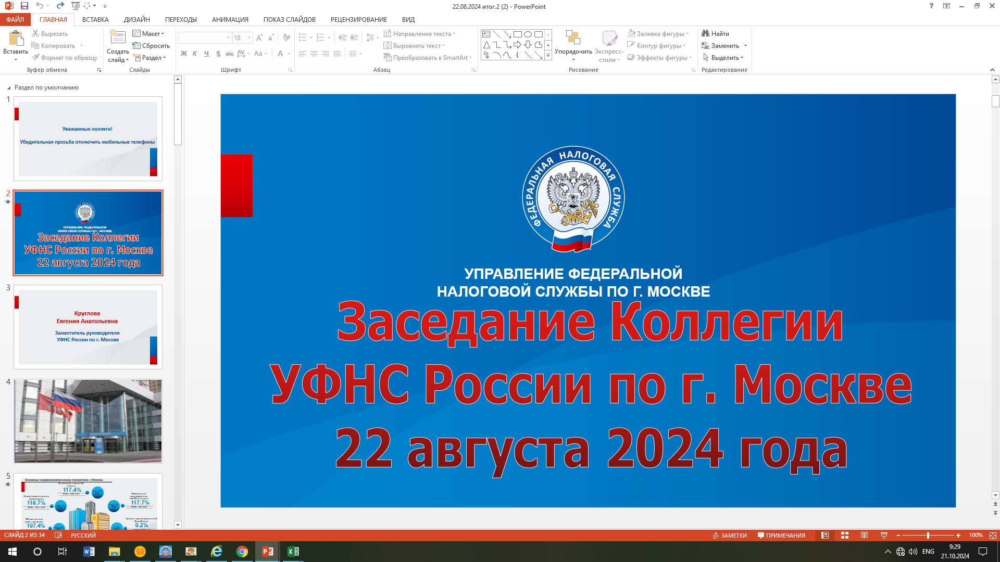 22.08.2024 итог.2 (2) - PowerPoint
ФАЙЛ ГЛАВНАЯ ВСТАВКА ДИЗАЙН ПЕРЕХОДЫ АНИМАЦИЯ ПОКАЗ СЛАЙДОВ РЕЦЕНЗИРОВАНИЕ ВИД
Вставить
Вырезать
Копировать
Формат по образцу
Буфер обмена
Создать слайд
Макет
Сбросить
Раздел
Слайды
18
Ж К Ч S abc AV Aa A
Шрифт
Направление текста
Выровнять текст
Преобразовать в SmartArt
Абзац
Упорядочить
Экспресс-стили
Заливка фигуры
Контур фигуры
Эффекты фигуры
Рисование
Найти
Заменить
Выделить
Редактирование
Раздел по умолчанию
1
Уважаемые коллеги!
Убедительная просьба отключить мобильные телефоны
2
УПРАВЛЕНИЕ ФЕДЕРАЛЬНОЙ
НАЛОГОВОЙ СЛУЖБЫ ПО Г. МОСКВЕ
Заседание Коллегии
УФНС России по г. Москве
22 августа 2024 года
3
Круглова
Евгения Анатольевна
Заместитель руководителя
УФНС России по г. Москве
4
5
Основные макроэкономические показатели г. Москвы
117.4%
118.7%
117.7%
107.4%
0.2%
ФЕДЕРАЛЬНАЯ НАЛОГОВАЯ СЛУЖБА
УПРАВЛЕНИЕ ФЕДЕРАЛЬНОЙ
НАЛОГОВОЙ СЛУЖБЫ ПО Г. МОСКВЕ
Заседание Коллегии
УФНС России по г. Москве
22 августа 2024 года
СЛАЙД 2 ИЗ 34 РУССКИЙ ЗАМЕТКИ ПРИМЕЧАНИЯ 100%
ENG
9:29
21.10.2024